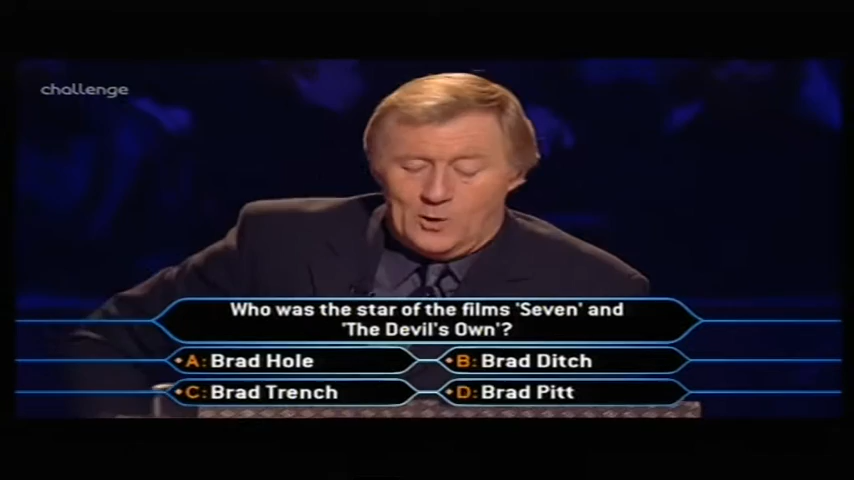 challenge
Who was the star of the films 'Seven' and
'The Devil's Own'?
A: Brad Hole
B: Brad Ditch
C: Brad Trench
D: Brad Pitt